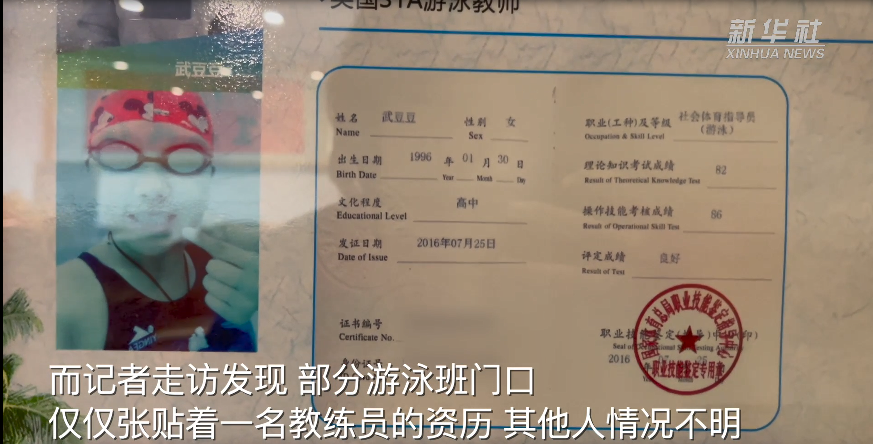 英国STA游泳教师
新华社
XINHUA NEWS
武豆豆
姓名 武豆豆 性别 女
Name Sex
出生日期 1996 年 01 月 30 日
Birth Date Year Month Day
文化程度 高中
Educational Level
发证日期 2016年07月25日
Date of Issue
证书编号
Certificate No.
职业(工种)及等级 社会体育指导员
(游泳)
Occupation & Skill Level
理论知识考试成绩 82
Result of Theoretical Knowledge Test
操作技能考核成绩 86
Result of Operational Skill Test
评定成绩 良好
Result of Test
2016
而记者走访发现 部分游泳班门口
仅仅张贴着一名教练员的资历 其他人情况不明